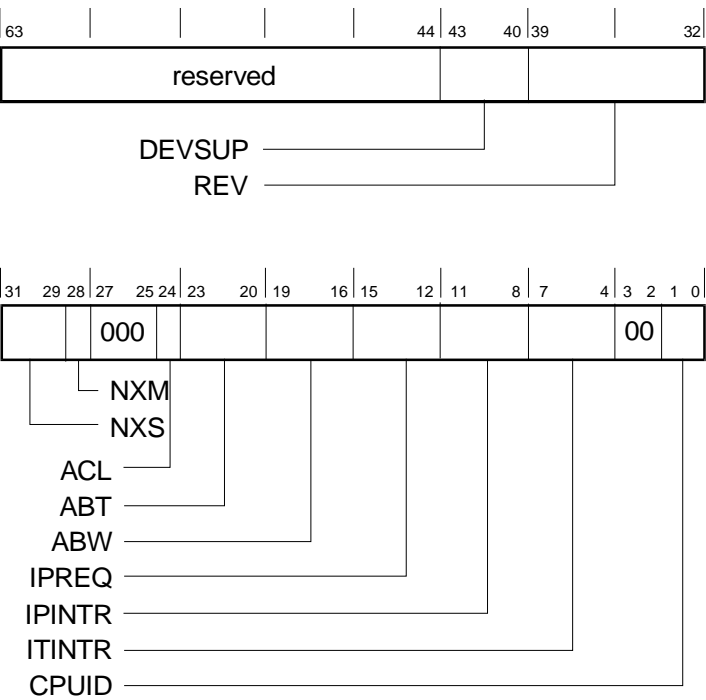 63 44 43 40 39 32
reserved
DEVSUP
REV
31 29 28 27 25 24 23 20 19 16 15 12 11 8 7 4 3 2 1 0
000 00
NXM
NXS
ACL
ABT
ABW
IPREQ
IPINTR
ITINTR
CPUID